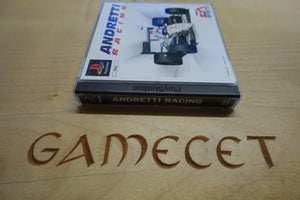 ANDRETTI
RACING
PlayStation
ANDRETTI RACING
GAMECET